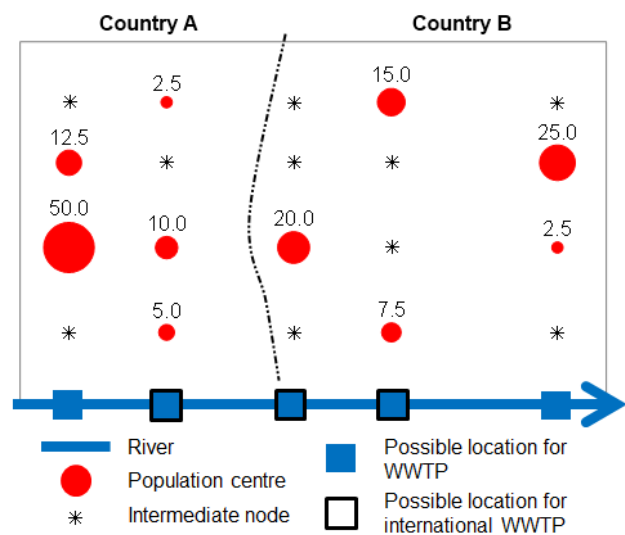 Country A
Country B
2.5
15.0
12.5
25.0
50.0
10.0
20.0
2.5
5.0
7.5
River
Population centre
Intermediate node
Possible location for
WWTP
Possible location for
international WWTP